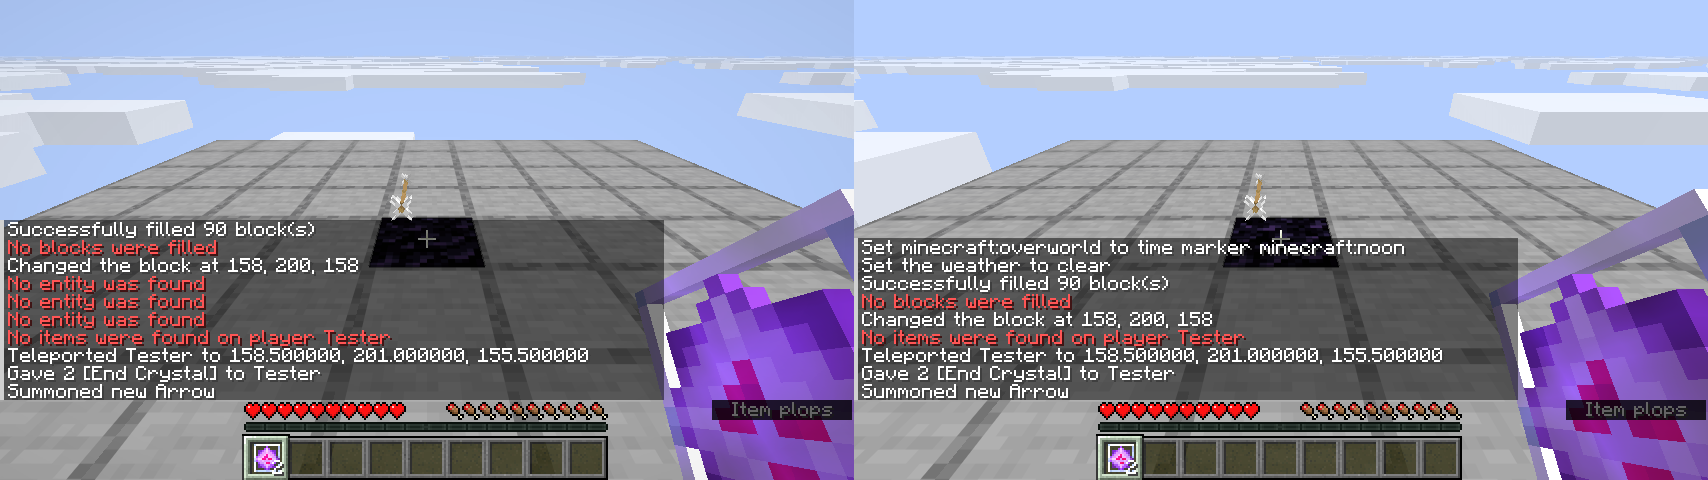 Successfully filled 90 block(s)
No blocks were filled
Changed the block at 158, 200, 158
No entity was found
No entity was found
No entity was found
No items were found on player Tester
Teleported Tester to 158.500000, 201.000000, 155.500000
Gave 2 [End Crystal] to Tester
Summoned new Arrow
Item plops
2
Set minecraft:overworld to time marker minecraft:noon
Set the weather to clear
Successfully filled 90 block(s)
No blocks were filled
Changed the block at 158, 200, 158
No items were found on player Tester
Teleported Tester to 158.500000, 201.000000, 155.500000
Gave 2 [End Crystal] to Tester
Summoned new Arrow
Item plops
2